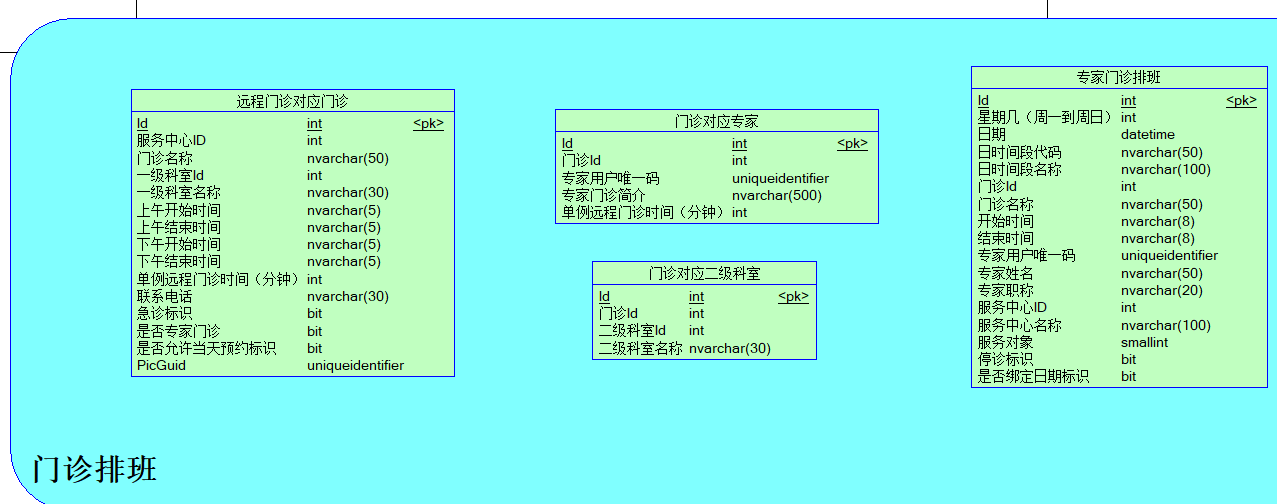 远程门诊对应门诊
Id int <pk>
服务中心ID int
门诊名称 nvarchar(50)
一级科室Id int
一级科室名称 nvarchar(30)
上午开始时间 nvarchar(5)
上午结束时间 nvarchar(5)
下午开始时间 nvarchar(5)
下午结束时间 nvarchar(5)
单例远程门诊时间（分钟） int
联系电话 nvarchar(30)
急诊标识 bit
是否专家门诊 bit
是否允许当天预约标识 bit
PicGuid uniqueidentifier
门诊对应专家
Id int <pk>
门诊Id int
专家用户唯一码 uniqueidentifier
专家门诊简介 nvarchar(500)
单例远程门诊时间（分钟） int
门诊对应二级科室
Id int <pk>
门诊Id int
二级科室Id int
二级科室名称 nvarchar(30)
专家门诊排班
Id int <pk>
星期几（周一到周日） int
日期 datetime
日时间段代码 nvarchar(50)
日时间段名称 nvarchar(100)
门诊Id int
门诊名称 nvarchar(50)
开始时间 nvarchar(8)
结束时间 nvarchar(8)
专家用户唯一码 uniqueidentifier
专家姓名 nvarchar(50)
专家职称 nvarchar(20)
服务中心ID int
服务中心名称 nvarchar(100)
服务对象 smallint
停诊标识 bit
是否绑定日期标识 bit
门诊排班